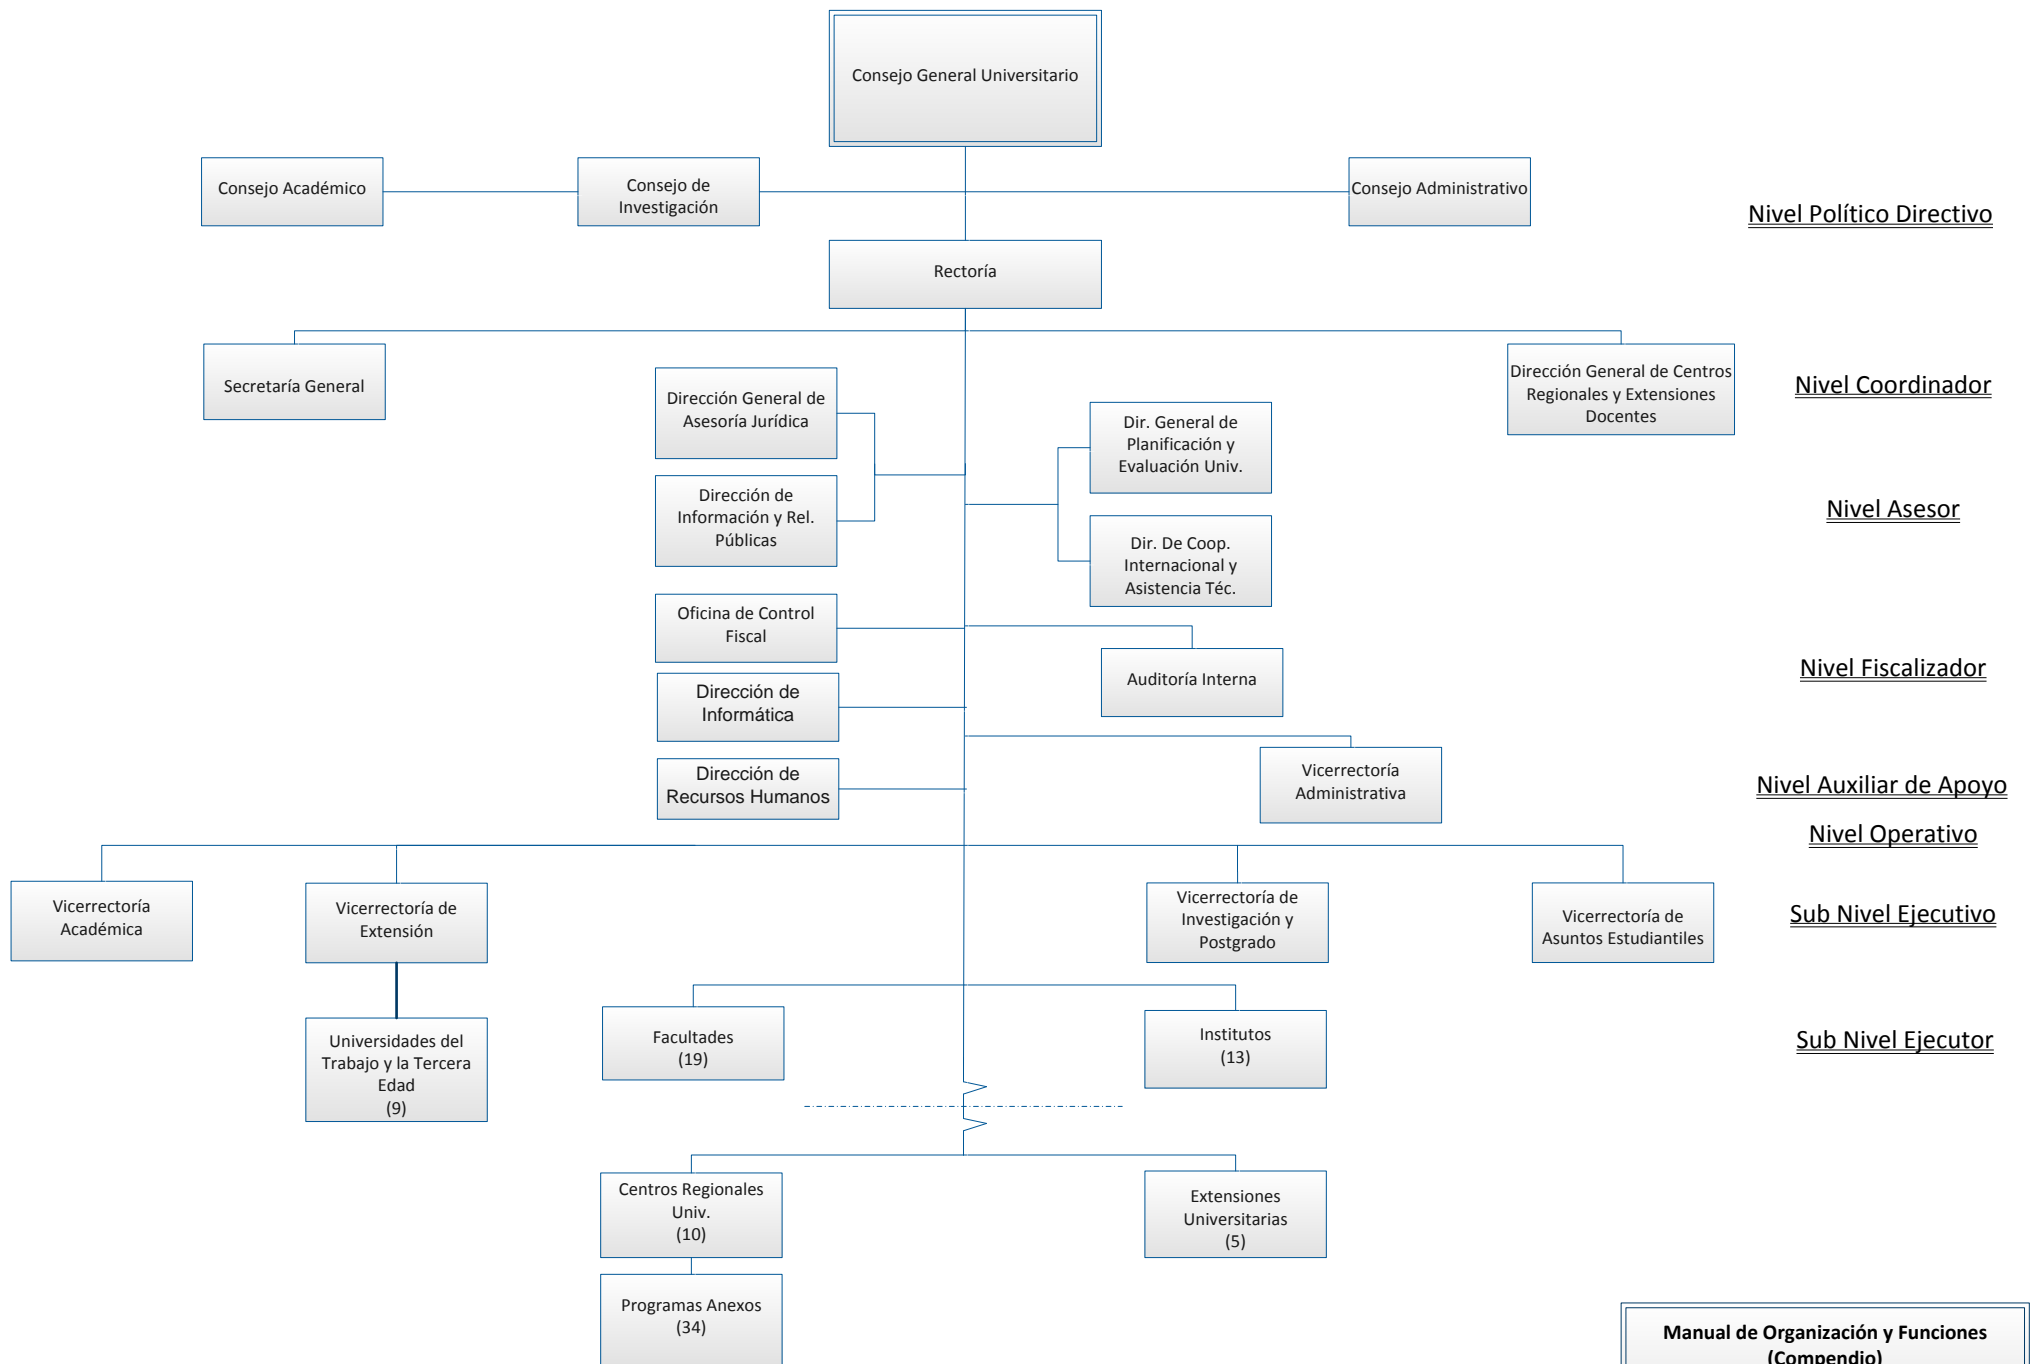 Consejo General Universitario
Consejo Académico
Consejo de
Investigación
Consejo Administrativo
Nivel Político Directivo
Rectoría
Secretaría General
Dirección General de
Asesoría Jurídica
Dirección General de Centros
Regionales y Extensiones
Docentes
Nivel Coordinador
Dir. General de
Planificación y
Evaluación Univ.
Dirección de
Información y Rel.
Públicas
Nivel Asesor
Dir. De Coop.
Internacional y
Asistencia Téc.
Oficina de Control
Fiscal
Auditoría Interna
Nivel Fiscalizador
Dirección de
Informática
Dirección de
Recursos Humanos
Vicerrectoría
Administrativa
Nivel Auxiliar de Apoyo
Nivel Operativo
Vicerrectoría
Académica
Vicerrectoría de
Extensión
Vicerrectoría de
Investigación y
Postgrado
Vicerrectoría de
Asuntos Estudiantiles
Sub Nivel Ejecutivo
Universidades del
Trabajo y la Tercera
Edad
(9)
Facultades
(19)
Institutos
(13)
Sub Nivel Ejecutor
Centros Regionales
Univ.
(10)
Extensiones
Universitarias
(5)
Programas Anexos
(34)
Manual de Organización y Funciones
(Compendio)